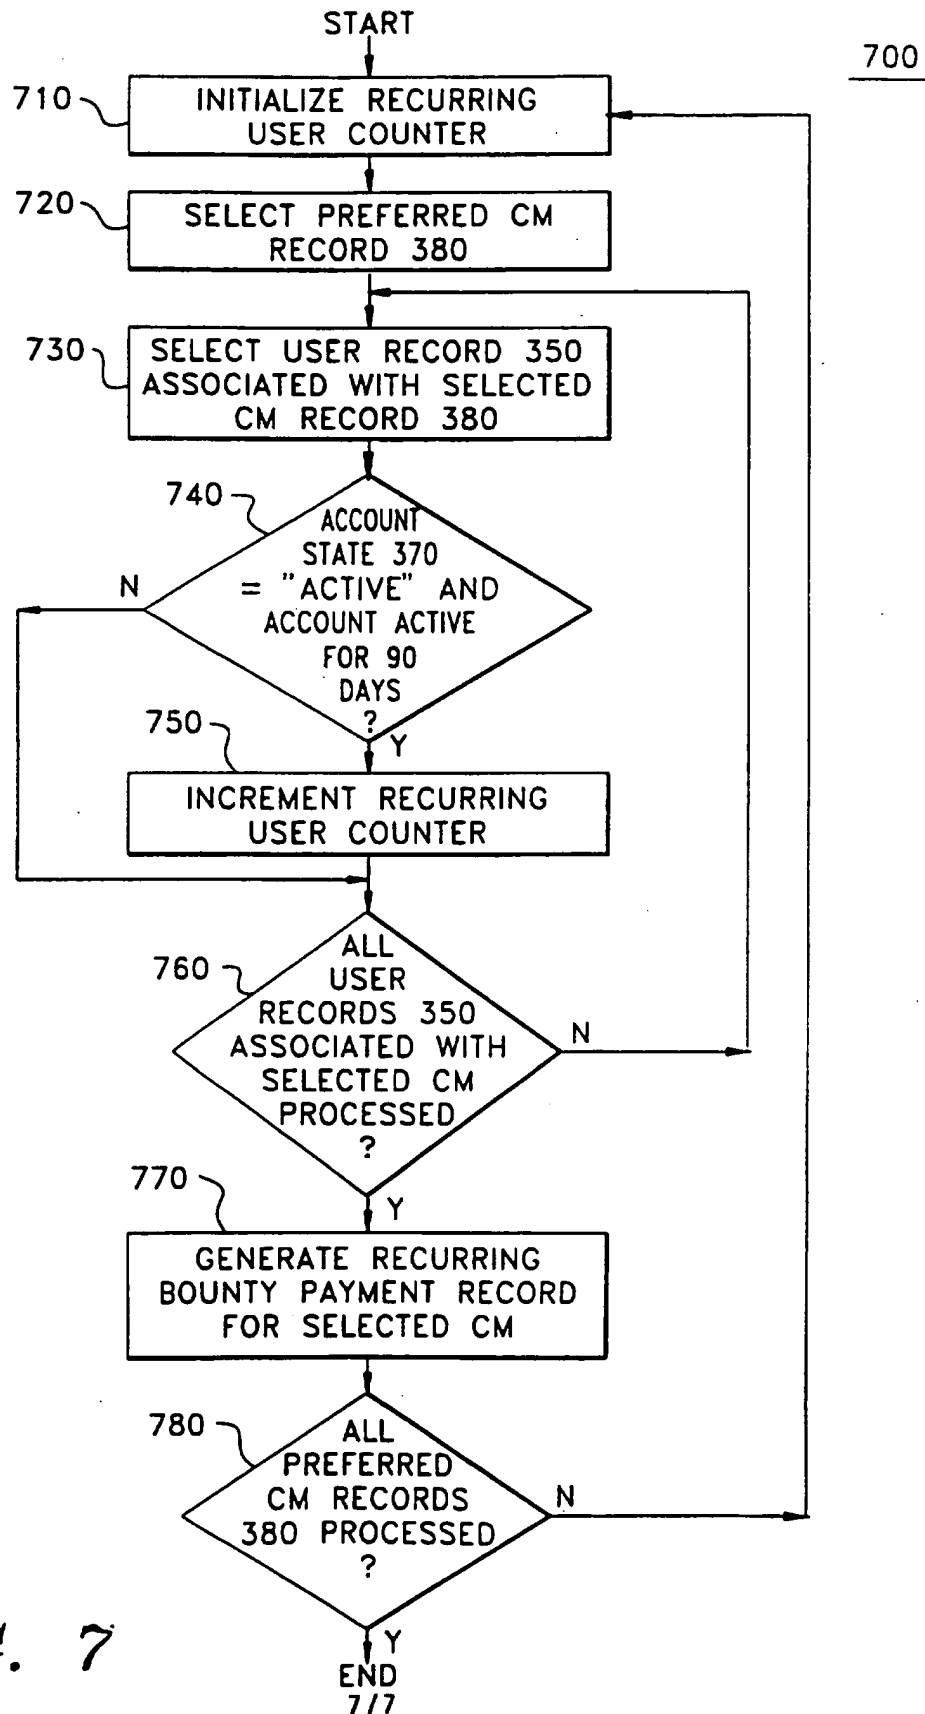 START
700
710
INITIALIZE RECURRING
USER COUNTER
720
SELECT PREFERRED CM
RECORD 380
730
SELECT USER RECORD 350
ASSOCIATED WITH SELECTED
CM RECORD 380
740
ACCOUNT
STATE 370
= "ACTIVE" AND
ACCOUNT ACTIVE
FOR 90
DAYS
?
N
Y
750
INCREMENT RECURRING
USER COUNTER
760
ALL
USER
RECORDS 350
ASSOCIATED WITH
SELECTED CM
PROCESSED
?
N
Y
770
GENERATE RECURRING
BOUNTY PAYMENT RECORD
FOR SELECTED CM
780
ALL
PREFERRED
CM RECORDS
380 PROCESSED
?
N
Y
END
7/7
. 7